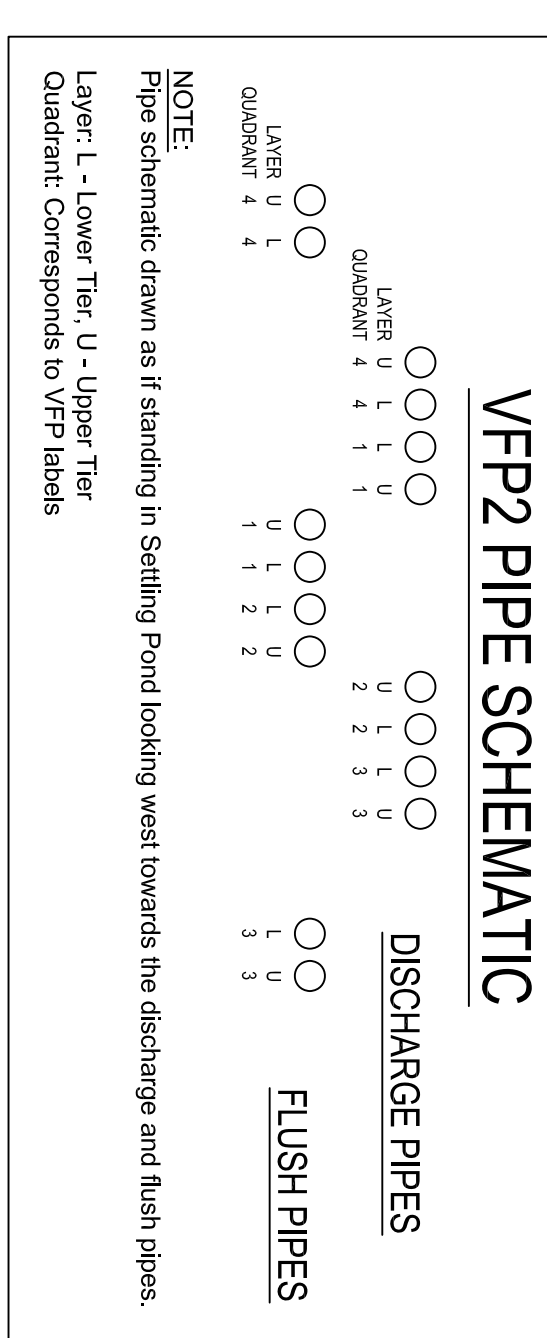 VFP2 PIPE SCHEMATIC
DISCHARGE PIPES
LAYER U L L U U L L U
QUADRANT 4 4 1 1 2 2 3 3
FLUSH PIPES
LAYER U L U L L U L U
QUADRANT 4 4 1 1 2 2 3 3
NOTE:
Pipe schematic drawn as if standing in Settling Pond looking west towards the discharge and flush pipes.
Layer: L - Lower Tier, U - Upper Tier
Quadrant: Corresponds to VFP labels